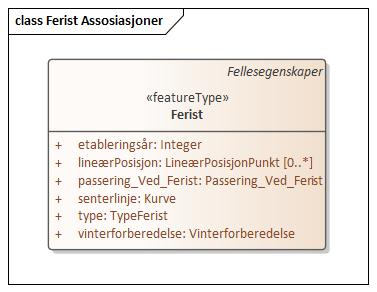 class Ferist Assosiasjoner
Fellesegenskaper
«featureType»
Ferist
+ etableringsår: Integer
+ lineærPosisjon: LineærPosisjonPunkt [0..*]
+ passering_Ved_Ferist: Passering_Ved_Ferist
+ senterlinje: Kurve
+ type: TypeFerist
+ vinterforberedelse: Vinterforberedelse